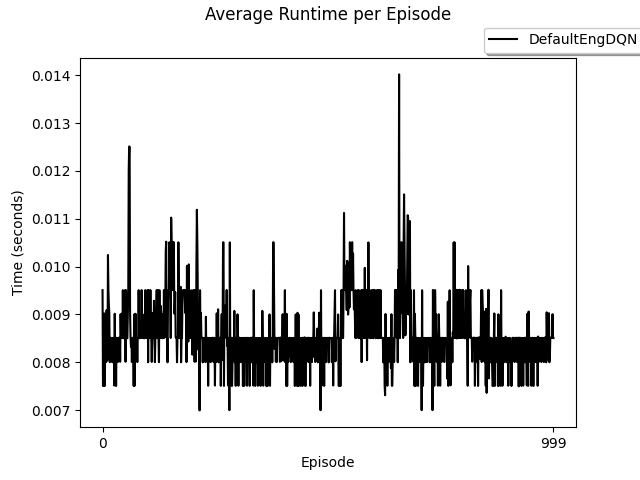 Average Runtime per Episode
DefaultEngDQN
0.014
0.013
0.012
0.011
0.010
0.009
0.008
0.007
Time (seconds)
0
999
Episode